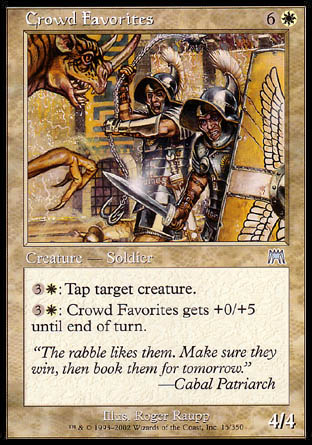 Crowd Favorites 6
Creature — Soldier
3: Tap target creature.
3: Crowd Favorites gets +0/+5
until end of turn.
"The rabble likes them. Make sure they
win, then book them for tomorrow."
—Cabal Patriarch
Illus. Roger Raupp
™ & © 1993–2002 Wizards of the Coast, Inc. 15/350
4/4